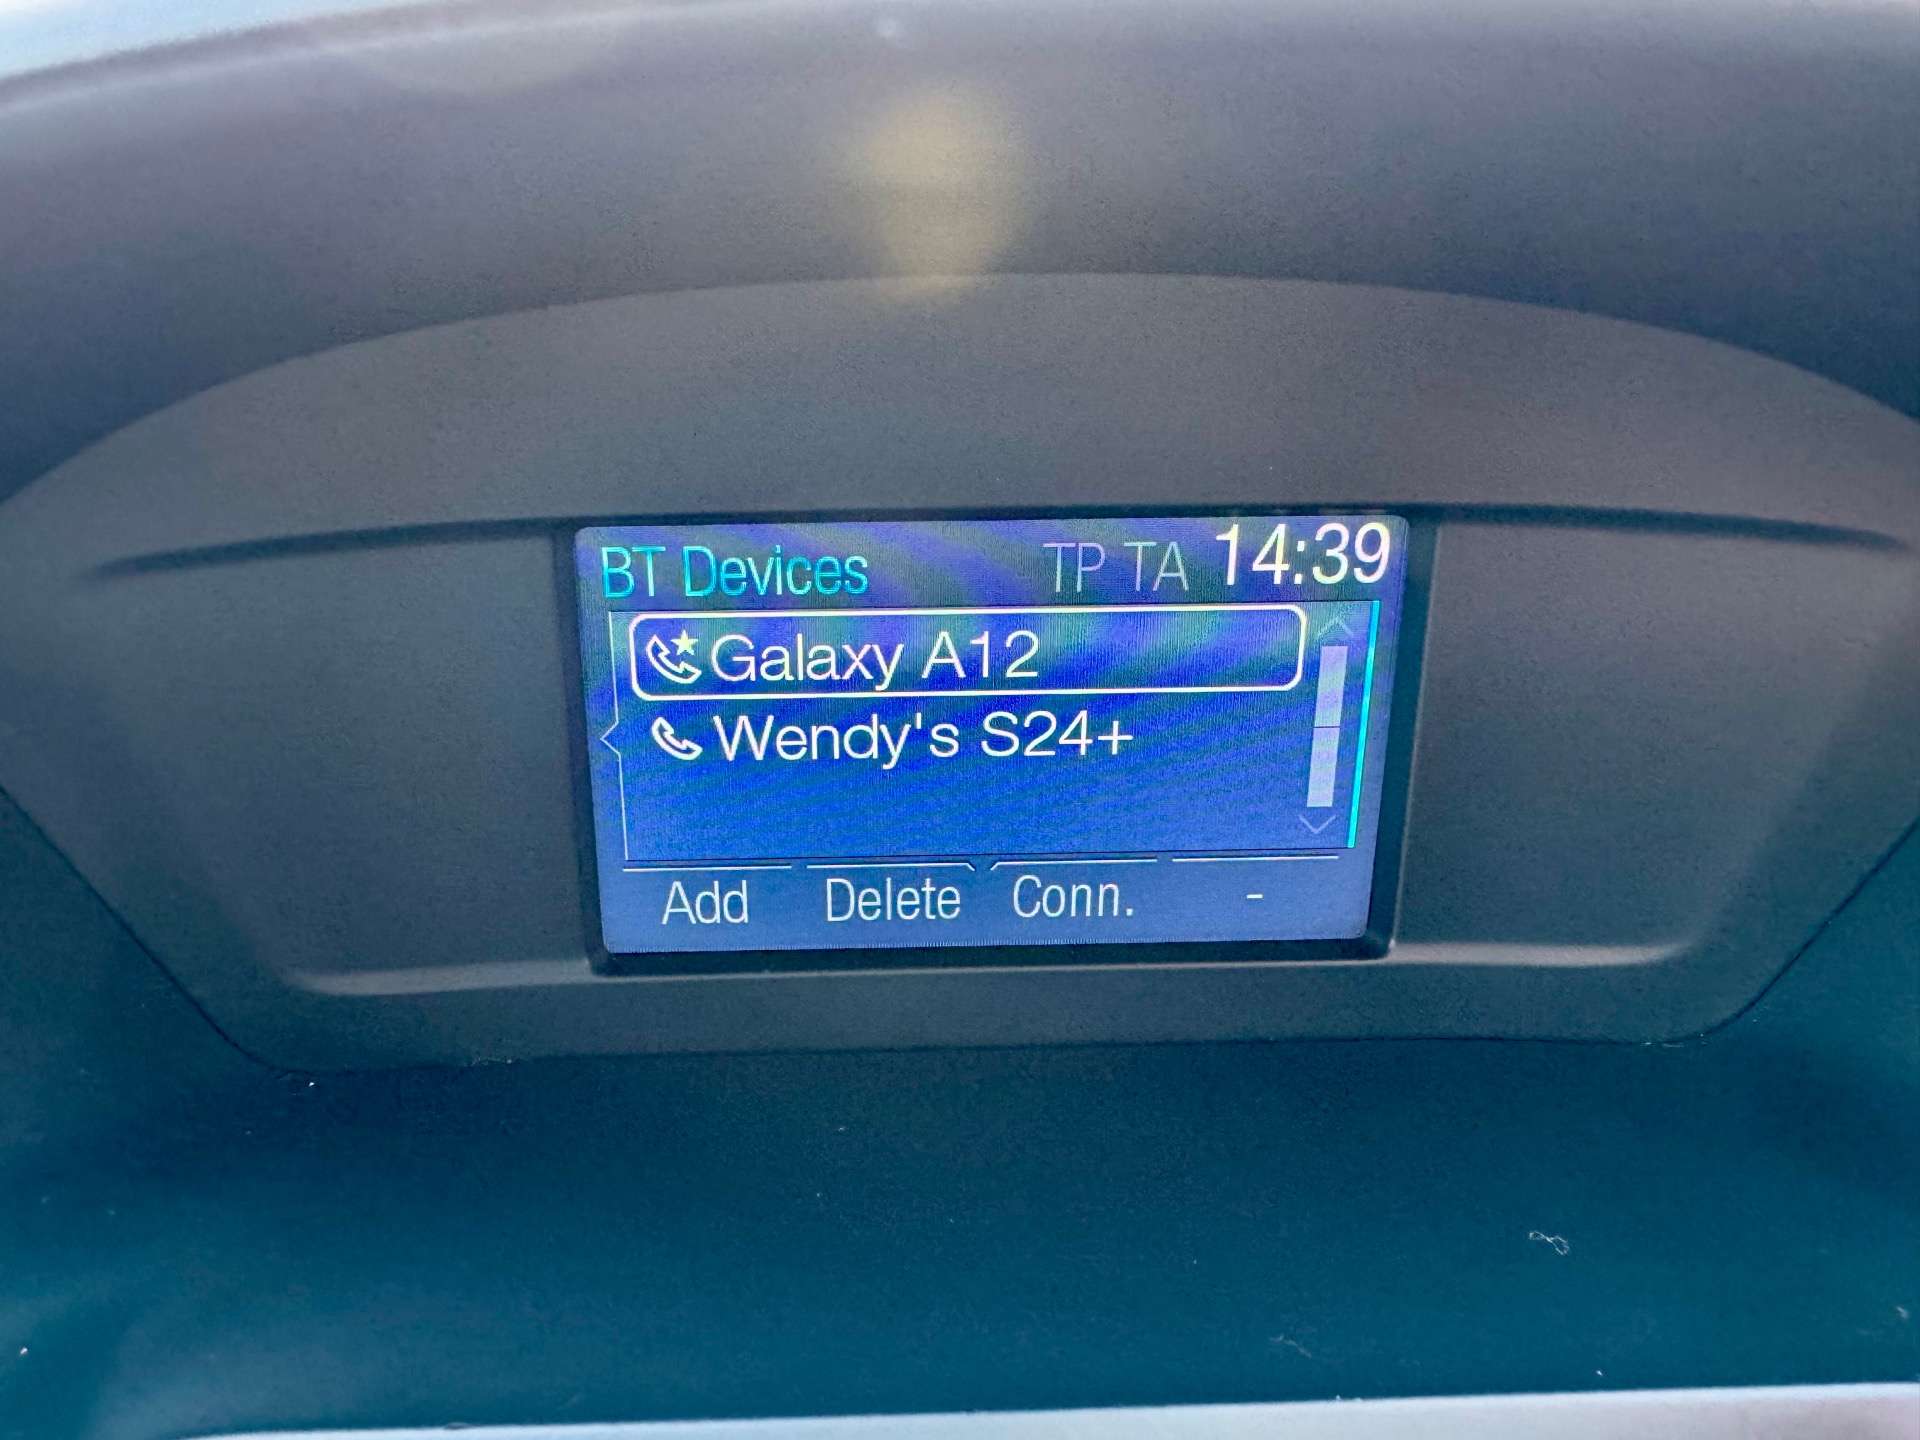 BT Devices TP TA 14:39
Galaxy A12
Wendy's S24+
Add Delete Conn. -